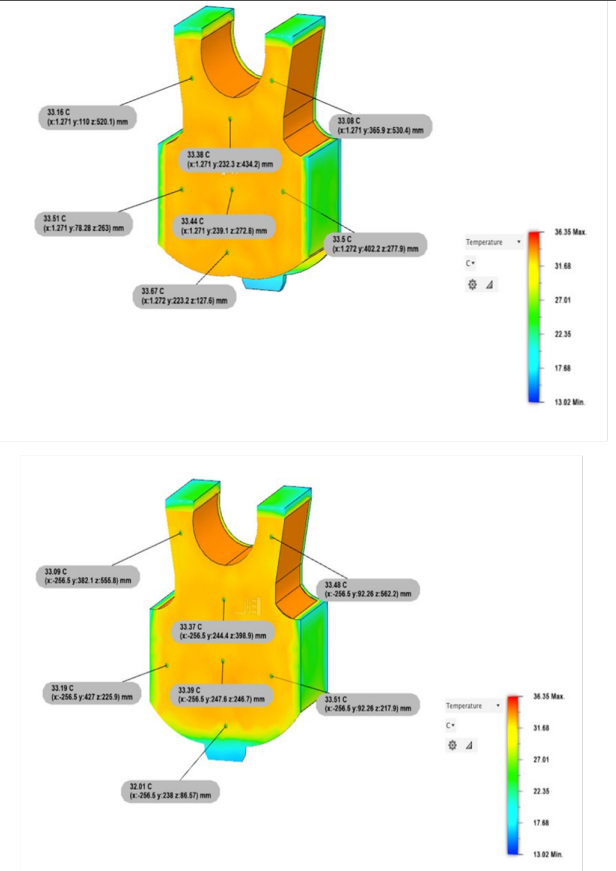 33.16 C
(x:1.271 y:110 z:520.1) mm
33.08 C
(x:1.271 y:365.9 z:530.4) mm
33.38 C
(x:1.271 y:232.3 z:434.2) mm
33.51 C
(x:1.271 y:78.28 z:263) mm
33.44 C
(x:1.271 y:239.1 z:272.8) mm
33.5 C
(x:1.272 y:402.2 z:277.9) mm
33.67 C
(x:1.272 y:223.2 z:127.6) mm
Temperature
C
36.35 Max.
31.68
27.01
22.35
17.68
13.02 Min.
33.09 C
(x:-256.5 y:382.1 z:555.8) mm
33.48 C
(x:-256.5 y:92.26 z:562.2) mm
33.37 C
(x:-256.5 y:244.4 z:398.9) mm
33.19 C
(x:-256.5 y:427 z:225.9) mm
33.39 C
(x:-256.5 y:247.6 z:246.7) mm
33.51 C
(x:-256.5 y:92.26 z:217.9) mm
32.01 C
(x:-256.5 y:238 z:86.57) mm
Temperature
C
36.35 Max.
31.68
27.01
22.35
17.68
13.02 Min.